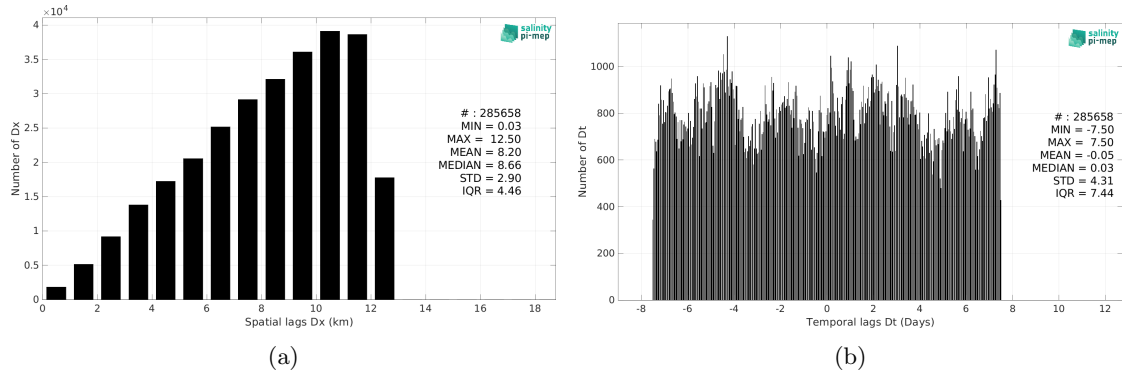 ×10⁴
4
3.5
3
2.5
2
1.5
1
0.5
0
Number of Dx
0 2 4 6 8 10 12 14 16 18
Spatial lags Dx (km)
salinity
pi-mep
# : 285658
MIN = 0.03
MAX = 12.50
MEAN = 8.20
MEDIAN = 8.66
STD = 2.90
IQR = 4.46
(a)
1000
800
600
400
200
0
Number of Dt
-8 -6 -4 -2 0 2 4 6 8 10 12
Temporal lags Dt (Days)
salinity
pi-mep
# : 285658
MIN = -7.50
MAX = 7.50
MEAN = -0.05
MEDIAN = 0.03
STD = 4.31
IQR = 7.44
(b)